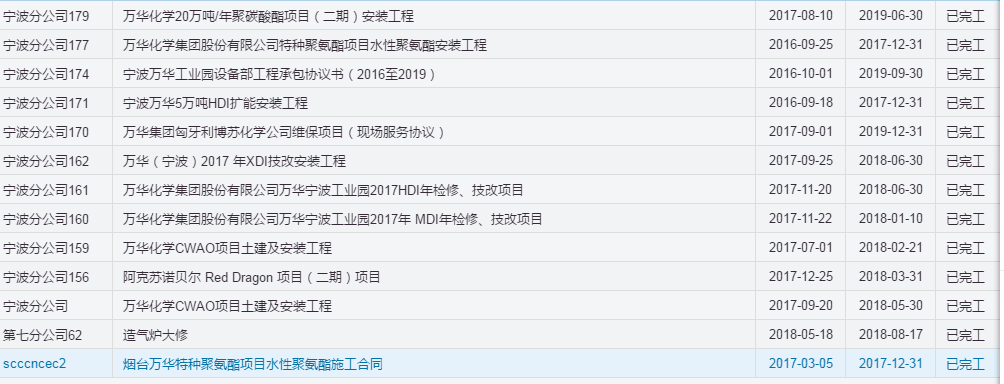 宁波分公司179 万华化学20万吨/年聚碳酸酯项目（二期）安装工程 2017-08-10 2019-06-30 已完工
宁波分公司177 万华化学集团股份有限公司特种聚氨酯项目水性聚氨酯安装工程 2016-09-25 2017-12-31 已完工
宁波分公司174 宁波万华工业园设备部工程承包协议书（2016至2019） 2016-10-01 2019-09-30 已完工
宁波分公司171 宁波万华5万吨HDI扩能安装工程 2016-09-18 2017-12-31 已完工
宁波分公司170 万华集团匈牙利博苏化学公司维保项目（现场服务协议） 2017-09-01 2019-12-31 已完工
宁波分公司162 万华（宁波）2017 年XDI技改安装工程 2017-09-25 2018-06-30 已完工
宁波分公司161 万华化学集团股份有限公司万华宁波工业园2017HDI年检修、技改项目 2017-11-20 2018-06-30 已完工
宁波分公司160 万华化学集团股份有限公司万华宁波工业园2017年 MDI年检修、技改项目 2017-11-22 2018-01-10 已完工
宁波分公司159 万华化学CWAO项目土建及安装工程 2017-07-01 2018-02-21 已完工
宁波分公司156 阿克苏诺贝尔 Red Dragon 项目（二期）项目 2017-12-25 2018-03-31 已完工
宁波分公司 万华化学CWAO项目土建及安装工程 2017-09-20 2018-05-30 已完工
第七分公司62 造气炉大修 2018-05-18 2018-08-17 已完工
scccncec2 烟台万华特种聚氨酯项目水性聚氨酯施工合同 2017-03-05 2017-12-31 已完工